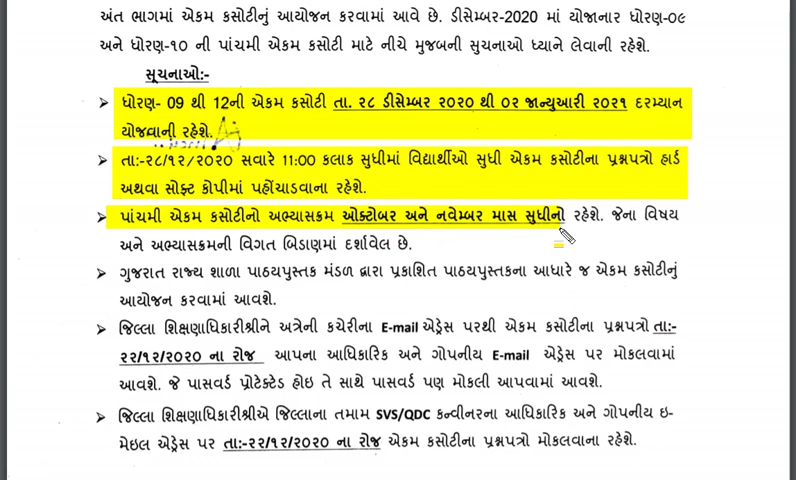 અંત ભાગમાં એકમ કસોટીનું આયોજન કરવામાં આવે છે. ડીસેમ્બર-2020 માં યોજાનાર ધોરણ-૦૯
અને ધોરણ-૧૦ ની પાંચમી એકમ કસોટી માટે નીચે મુજબની સુચનાઓ ધ્યાને લેવાની રહેશે.
સૂચનાઓ:-
➢ ધોરણ- 09 થી 12ની એકમ કસોટી તા. ૨૮ ડીસેમ્બર ૨૦૨૦ થી ૦૨ જાન્યુઆરી ૨૦૨૧ દરમ્યાન
યોજવાની રહેશે.
➢ તા:-૨૮/૧૨/૨૦૨૦ સવારે 11:00 કલાક સુધીમાં વિદ્યાર્થીઓ સુધી એકમ કસોટીના પ્રશ્નપત્રો હાર્ડ
અથવા સોફ્ટ કોપીમાં પહોંચાડવાના રહેશે.
➢ પાંચમી એકમ કસોટીનો અભ્યાસક્રમ ઓક્ટોબર અને નવેમ્બર માસ સુધીનો રહેશે. જેના વિષય
અને અભ્યાસક્રમની વિગત બિડાણમાં દર્શાવેલ છે.
➢ ગુજરાત રાજ્ય શાળા પાઠયપુસ્તક મંડળ દ્વારા પ્રકાશિત પાઠયપુસ્તકના આધારે જ એકમ કસોટીનું
આયોજન કરવામાં આવશે.
➢ જિલ્લા શિક્ષણાધિકારીશ્રીને અત્રેની કચેરીના E-mail એડ્રેસ પરથી એકમ કસોટીના પ્રશ્નપત્રો તા:-
૨૨/૧૨/૨૦૨૦ ના રોજ આપના આધિકારિક અને ગોપનીય E-mail એડ્રેસ પર મોકલવામાં
આવશે. જે પાસવર્ડ પ્રોટેક્ટેડ હોઇ તે સાથે પાસવર્ડ પણ મોકલી આપવામાં આવશે.
➢ જિલ્લા શિક્ષણાધિકારીશ્રીએ જિલ્લાના તમામ SVS/QDC કન્વીનરના આધિકારિક અને ગોપનીય ઇ-
મેઇલ એડ્રેસ પર તા:-૨૨/૧૨/૨૦૨૦ ના રોજ એકમ કસોટીના પ્રશ્નપત્રો મોકલવાના રહેશે.